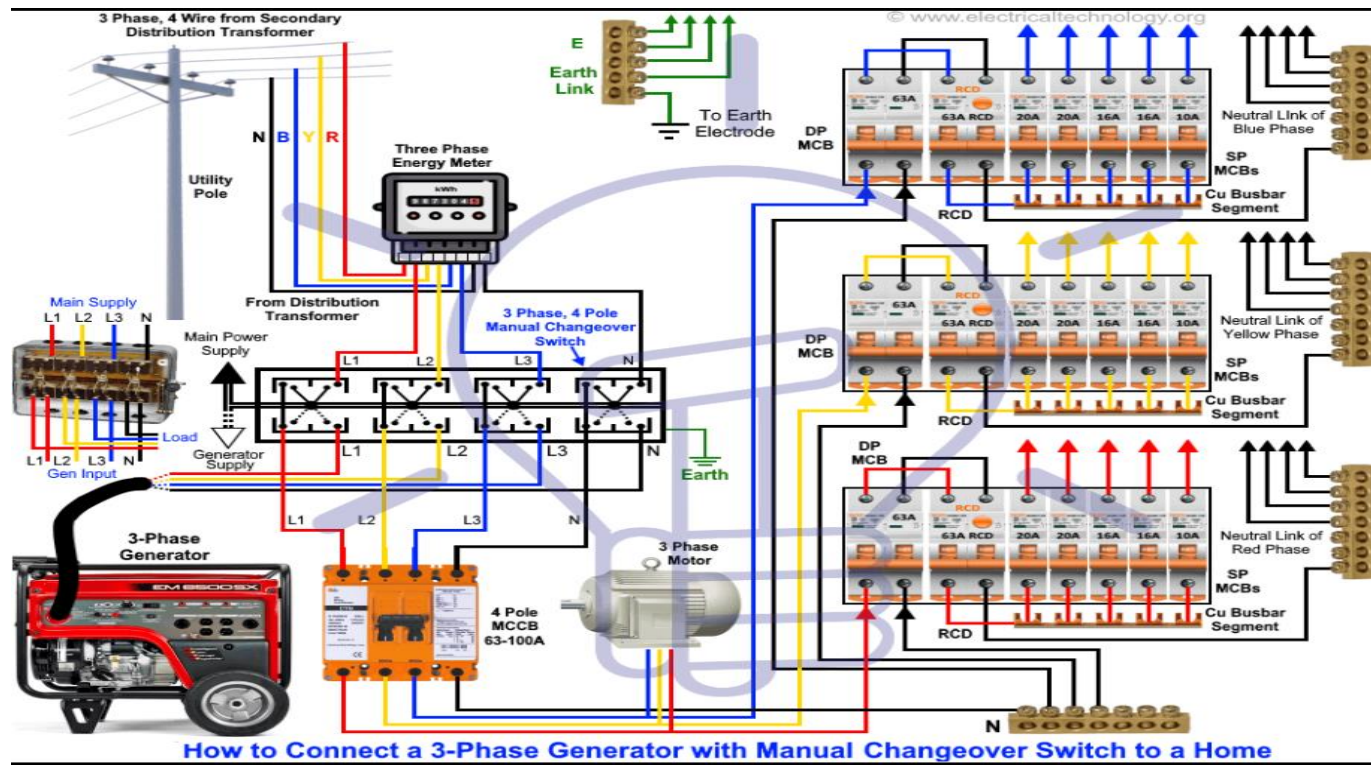 3 Phase, 4 Wire from Secondary
Distribution Transformer
© www.electricaltechnology.org
E
Earth
Link
To Earth
Electrode
N B Y R
Utility
Pole
Three Phase
Energy Meter
kWh
From Distribution
Transformer
3 Phase, 4 Pole
Manual Changeover
Switch
Main Supply
L1 L2 L3 N
Load
L1 L2 L3 N
Gen Input
Main Power
Supply
Generator
Supply
L1 L2 L3 N
L1 L2 L3 N
Earth
L1 L2 L3 N
3-Phase
Generator
EM 6500SX
4 Pole
MCCB
63-100A
3 Phase
Motor
DP
MCB
63A
RCD
63A RCD 20A 20A 16A 16A 10A
RCD
SP
MCBs
Cu Busbar
Segment
Neutral LInk of
Blue Phase
DP
MCB
63A
RCD
63A RCD 20A 20A 16A 16A 10A
RCD
SP
MCBs
Cu Busbar
Segment
Neutral Link of
Yellow Phase
DP
MCB
63A
RCD
63A RCD 20A 20A 16A 16A 10A
RCD
SP
MCBs
Cu Busbar
Segment
Neutral Link of
Red Phase
N
How to Connect a 3-Phase Generator with Manual Changeover Switch to a Home